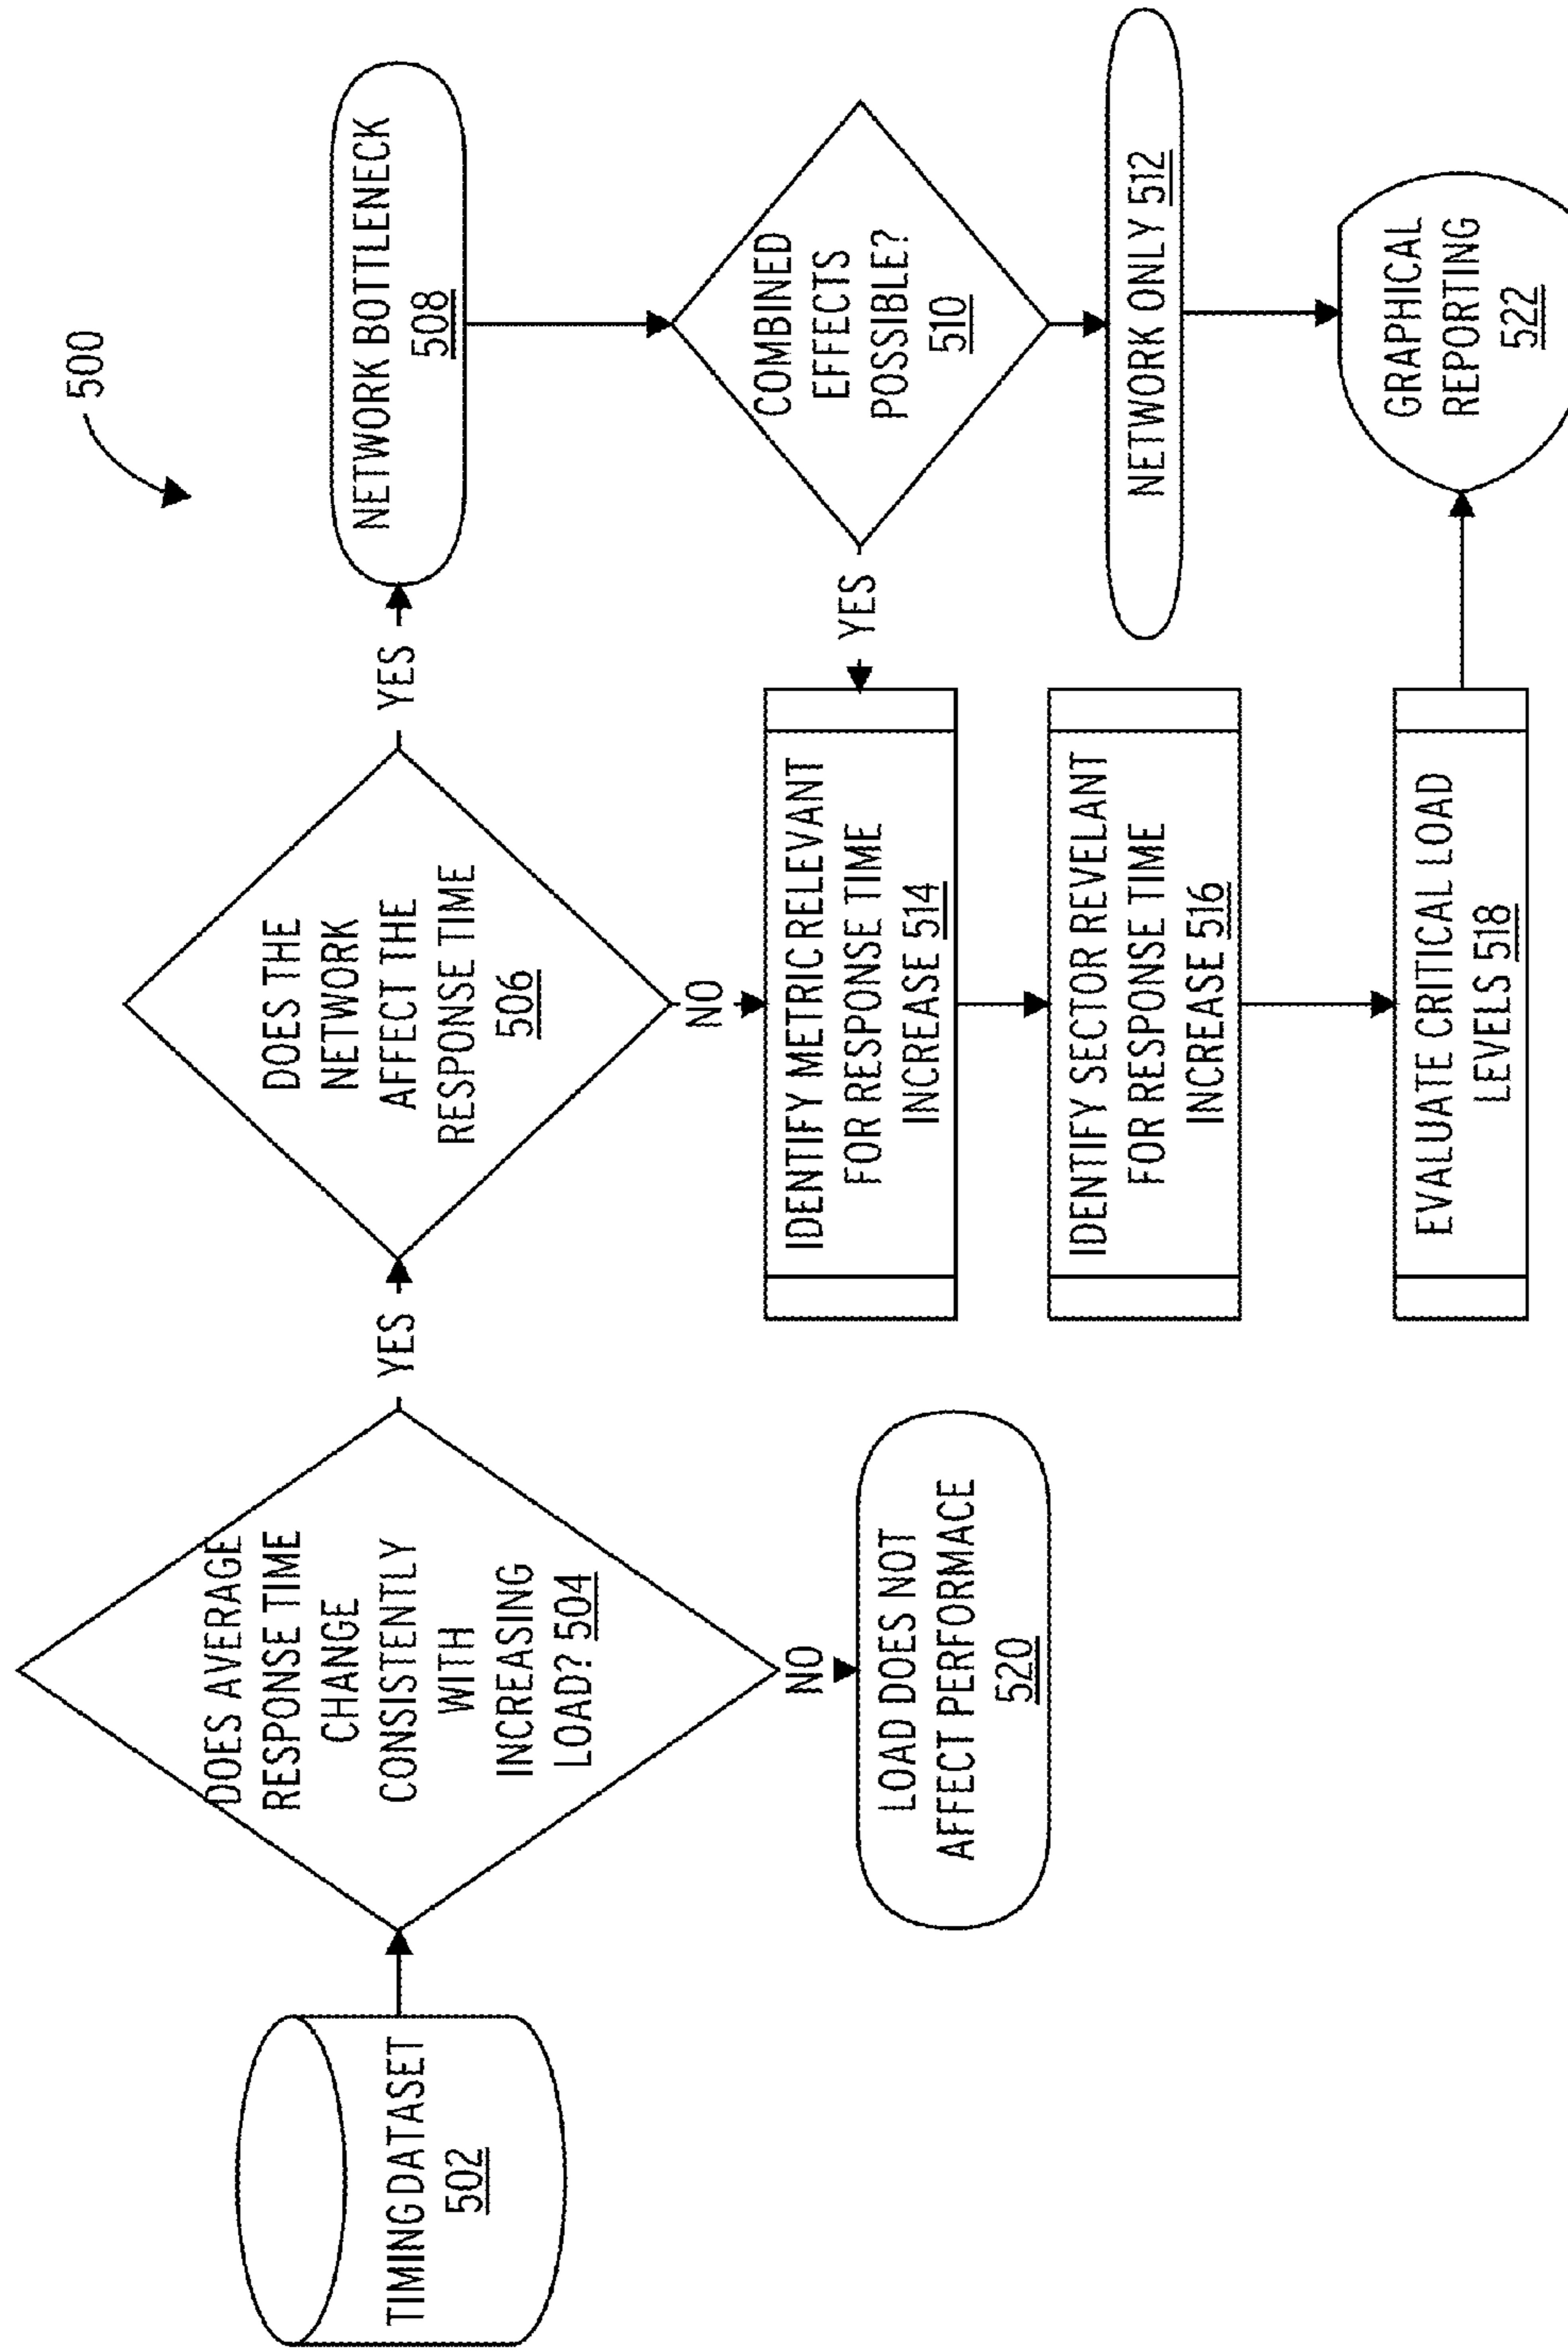 500
TIMING DATASET
502
DOES AVERAGE
RESPONSE TIME
CHANGE
CONSISTENTLY
WITH
INCREASING
LOAD? 504
YES
NO
LOAD DOES NOT
AFFECT PERFORMACE
520
DOES THE
NETWORK
AFFECT THE
RESPONSE TIME
506
YES
NO
NETWORK BOTTLENECK
508
COMBINED
EFFECTS
POSSIBLE?
510
YES
NETWORK ONLY 512
IDENTIFY METRIC RELEVANT
FOR RESPONSE TIME
INCREASE 514
IDENTIFY SECTOR REVELANT
FOR RESPONSE TIME
INCREASE 516
EVALUATE CRITICAL LOAD
LEVELS 518
GRAPHICAL
REPORTING
522